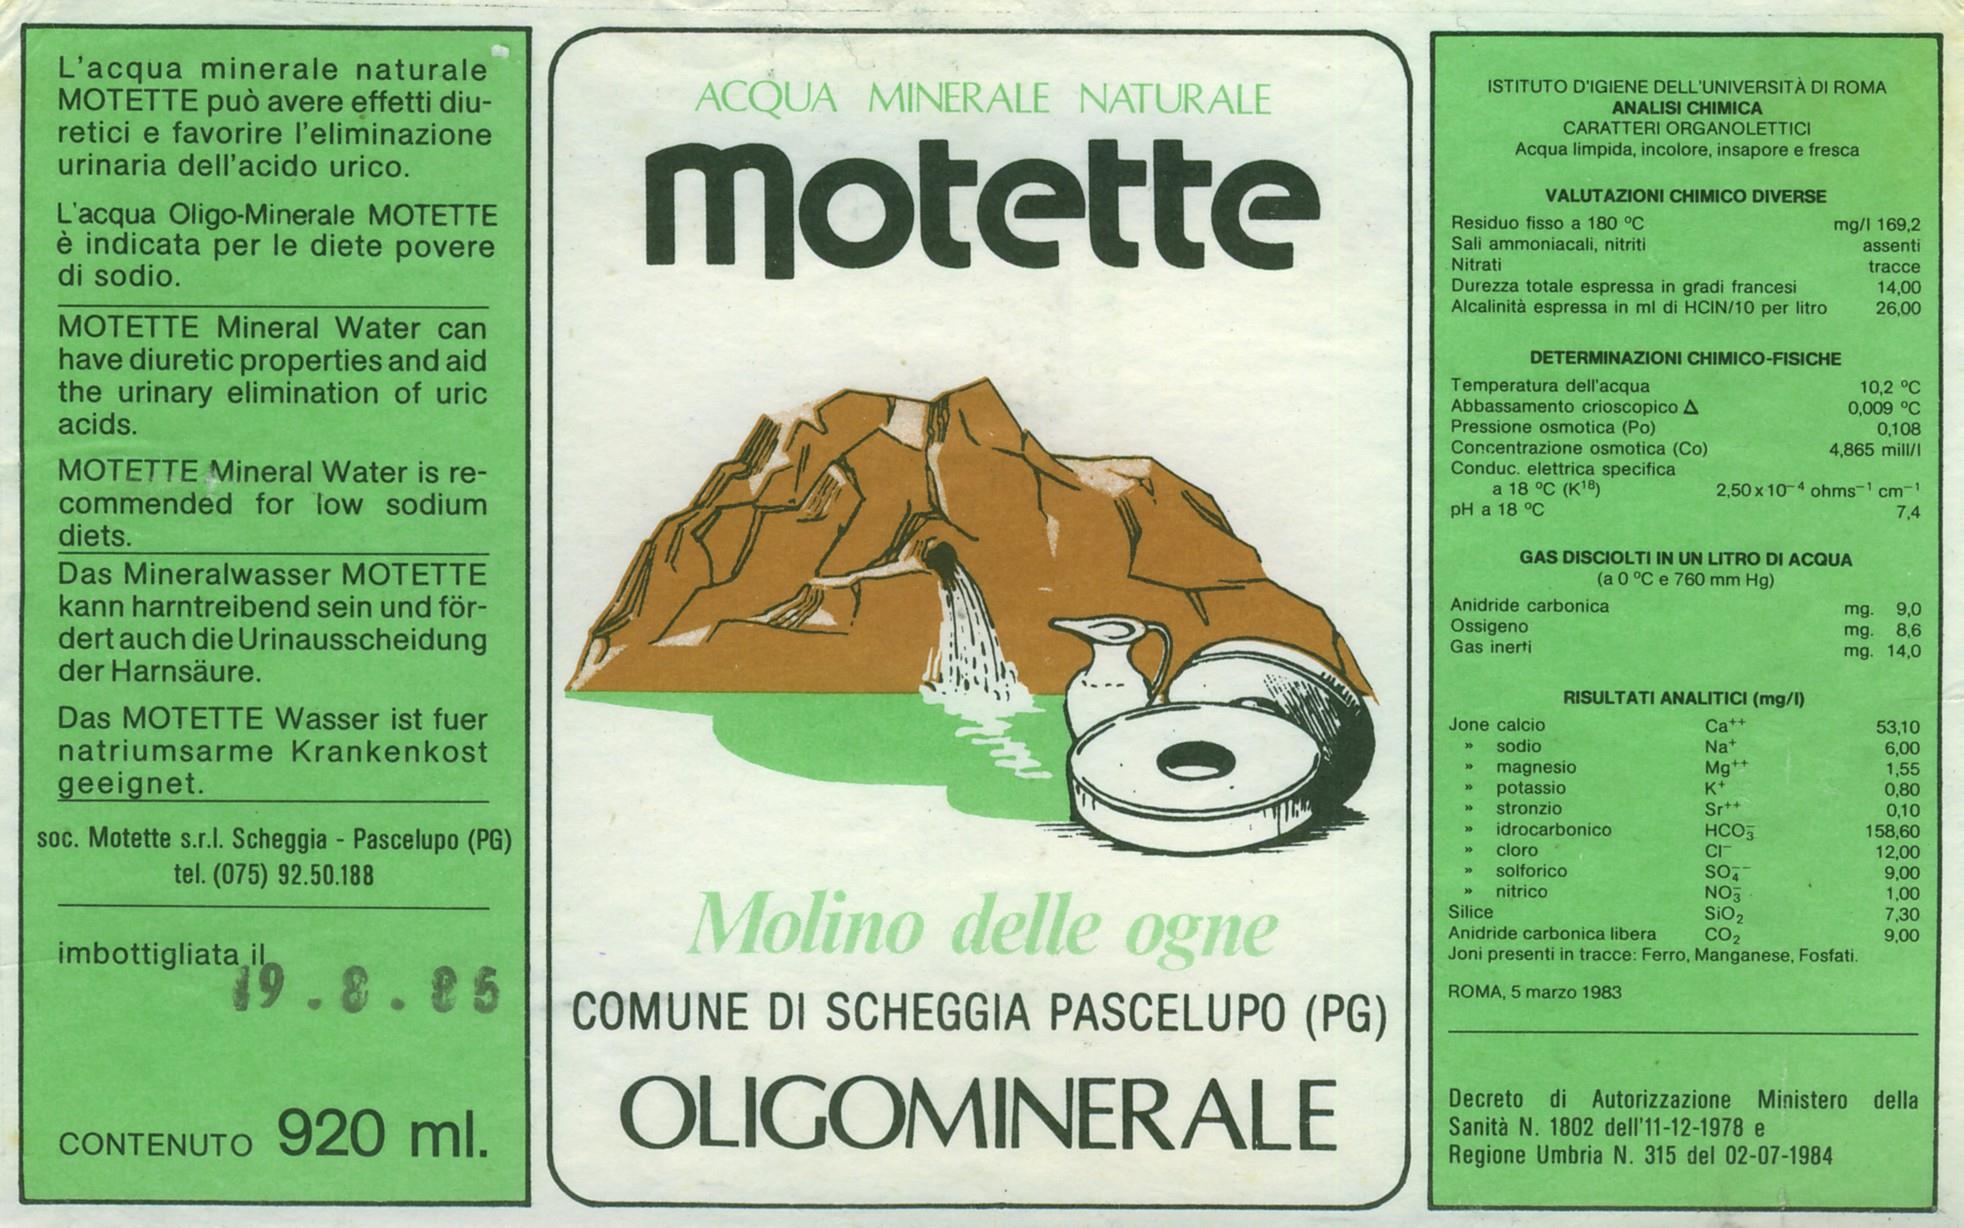 L'acqua minerale naturale
MOTETTE può avere effetti diu-
retici e favorire l'eliminazione
urinaria dell'acido urico.
L'acqua Oligo-Minerale MOTETTE
è indicata per le diete povere
di sodio.
MOTETTE Mineral Water can
have diuretic properties and aid
the urinary elimination of uric
acids.
MOTETTE Mineral Water is re-
commended for low sodium
diets.
Das Mineralwasser MOTETTE
kann harntreibend sein und för-
dert auch die Urinausscheidung
der Harnsäure.
Das MOTETTE Wasser ist fuer
natriumsarme Krankenkost
geeignet.
soc. Motette s.r.l. Scheggia - Pascelupo (PG)
tel. (075) 92.50.188
imbottigliata il
19.8.85
CONTENUTO 920 ml.
ACQUA MINERALE NATURALE
motette
Molino delle ogne
COMUNE DI SCHEGGIA PASCELUPO (PG)
OLIGOMINERALE
ISTITUTO D'IGIENE DELL'UNIVERSITÀ DI ROMA
ANALISI CHIMICA
CARATTERI ORGANOLETTICI
Acqua limpida, incolore, insapore e fresca
VALUTAZIONI CHIMICO DIVERSE
Residuo fisso a 180 °C mg/l 169,2
Sali ammoniacali, nitriti assenti
Nitrati tracce
Durezza totale espressa in gradi francesi 14,00
Alcalinità espressa in ml di HCIN/10 per litro 26,00
DETERMINAZIONI CHIMICO-FISICHE
Temperatura dell'acqua 10,2 °C
Abbassamento crioscopico Δ 0,009 °C
Pressione osmotica (Po) 0,108
Concentrazione osmotica (Co) 4,865 mill/l
Conduc. elettrica specifica
a 18 °C (K¹⁸) 2,50 x 10⁻⁴ ohms⁻¹ cm⁻¹
pH a 18 °C 7,4
GAS DISCIOLTI IN UN LITRO DI ACQUA
(a 0 °C e 760 mm Hg)
Anidride carbonica mg. 9,0
Ossigeno mg. 8,6
Gas inerti mg. 14,0
RISULTATI ANALITICI (mg/l)
Jone calcio Ca⁺⁺ 53,10
» sodio Na⁺ 6,00
» magnesio Mg⁺⁺ 1,55
» potassio K⁺ 0,80
» stronzio Sr⁺⁺ 0,10
» idrocarbonico HCO₃⁻ 158,60
» cloro Cl⁻ 12,00
» solforico SO₄⁻⁻ 9,00
» nitrico NO₃⁻ 1,00
Silice SiO₂ 7,30
Anidride carbonica libera CO₂ 9,00
Joni presenti in tracce: Ferro, Manganese, Fosfati.
ROMA, 5 marzo 1983
Decreto di Autorizzazione Ministero della
Sanità N. 1802 dell'11-12-1978 e
Regione Umbria N. 315 del 02-07-1984